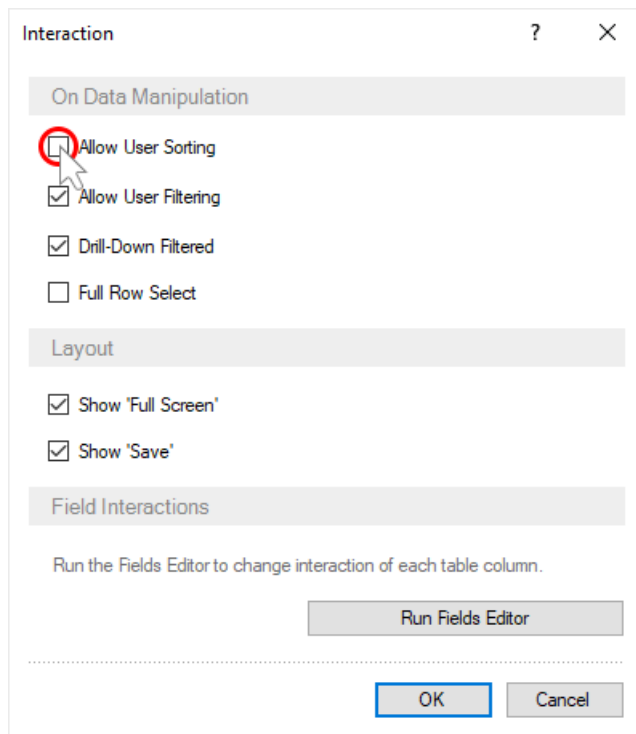 Interaction
?
On Data Manipulation
Allow User Sorting
Allow User Filtering
Drill-Down Filtered
Full Row Select
Layout
Show 'Full Screen'
Show 'Save'
Field Interactions
Run the Fields Editor to change interaction of each table column.
Run Fields Editor
OK Cancel